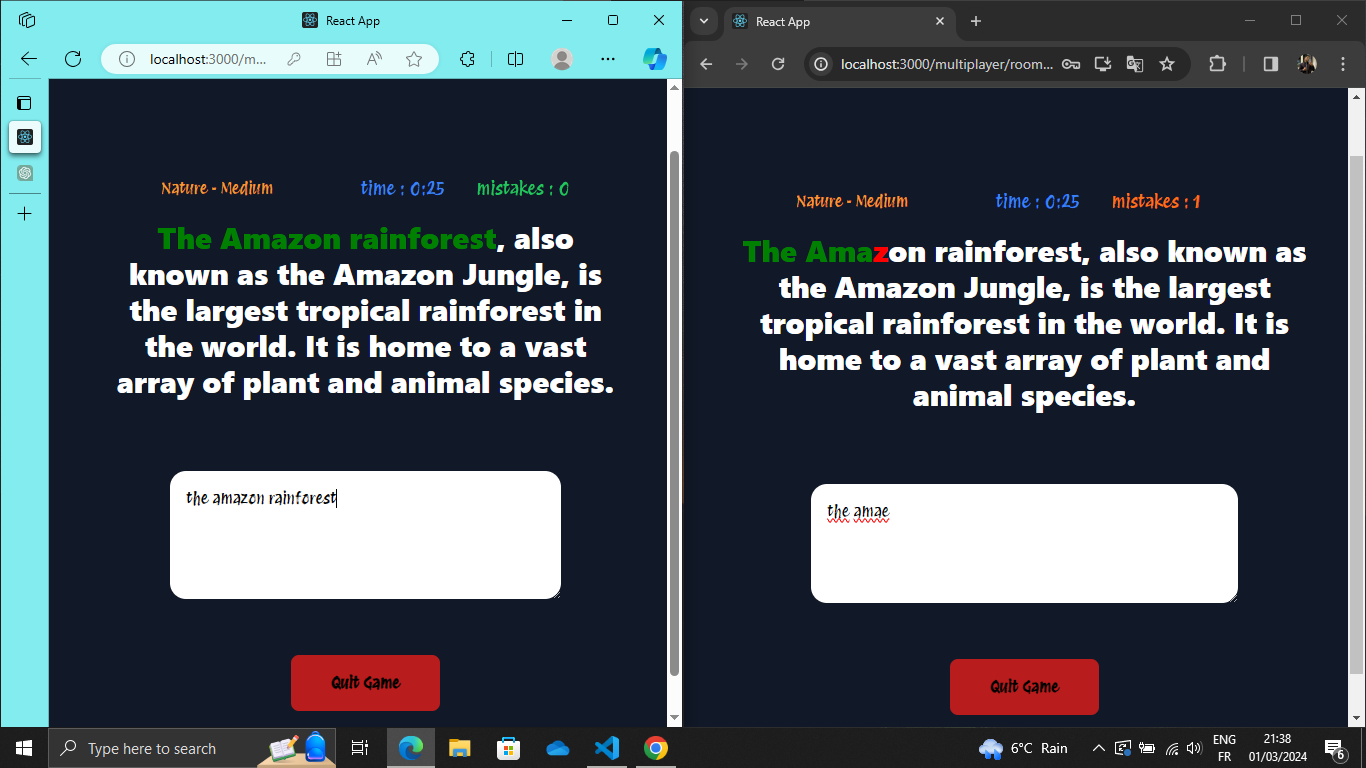 React App
localhost:3000/m...
Nature - Medium
time : 0:25
mistakes : 0
The Amazon rainforest, also
known as the Amazon Jungle, is
the largest tropical rainforest in
the world. It is home to a vast
array of plant and animal species.
the amazon rainforest
Quit Game
React App
localhost:3000/multiplayer/room...
Nature - Medium
time : 0:25
mistakes : 1
The Amazon rainforest, also known as
the Amazon Jungle, is the largest
tropical rainforest in the world. It is
home to a vast array of plant and
animal species.
the amae
Quit Game
Type here to search
6°C Rain
ENG
FR
21:38
01/03/2024
6